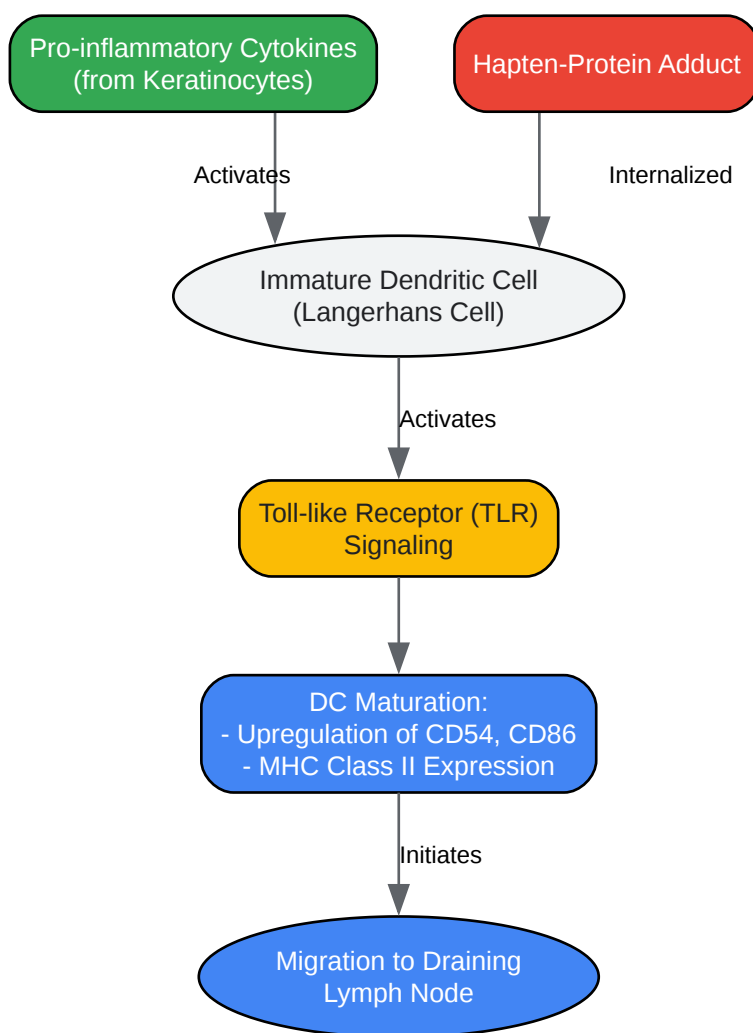 Pro-inflammatory Cytokines
(from Keratinocytes)
Hapten-Protein Adduct
Activates
Internalized
Immature Dendritic Cell
(Langerhans Cell)
Activates
Toll-like Receptor (TLR)
Signaling
DC Maturation:
- Upregulation of CD54, CD86
- MHC Class II Expression
Initiates
Migration to Draining
Lymph Node